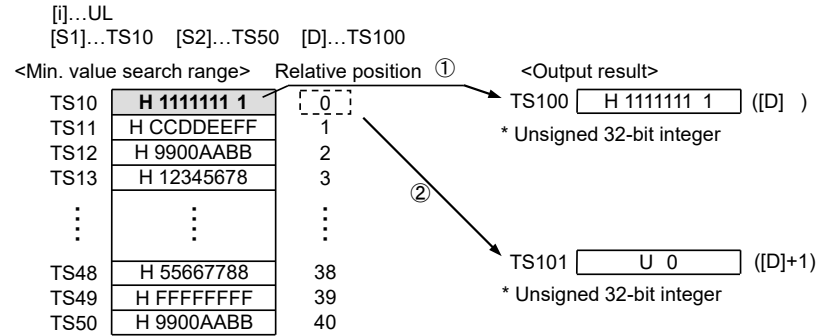 [i]…UL
[S1]…TS10 [S2]…TS50 [D]…TS100
<Min. value search range> Relative position ① <Output result>
TS10 H 1111111 1 0 TS100 H 1111111 1 ([D] )
TS11 H CCDDEEFF 1 * Unsigned 32-bit integer
TS12 H 9900AABB 2
TS13 H 12345678 3
②
⋮ ⋮ ⋮
TS48 H 55667788 38 TS101 U 0 ([D]+1)
TS49 H FFFFFFFF 39 * Unsigned 32-bit integer
TS50 H 9900AABB 40